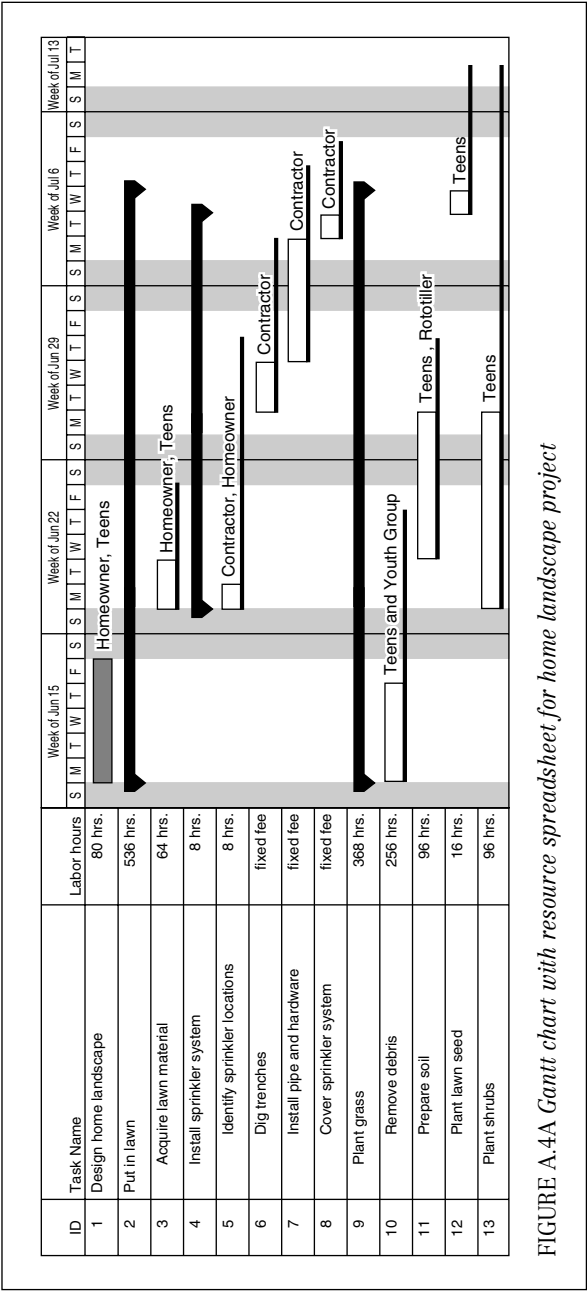 Week of Jun 15 Week of Jun 22 Week of Jun 29 Week of Jul 6 Week of Jul 13
ID Task Name Labor hours S M T W T F S S M T W T F S S M T W T F S S M T W T F S S M T
1 Design home landscape 80 hrs. Homeowner, Teens
2 Put in lawn 536 hrs.
3 Acquire lawn material 64 hrs. Homeowner, Teens
4 Install sprinkler system 8 hrs.
5 Identify sprinkler locations 8 hrs. Contractor, Homeowner
6 Dig trenches fixed fee Contractor
7 Install pipe and hardware fixed fee Contractor
8 Cover sprinkler system fixed fee Contractor
9 Plant grass 368 hrs.
10 Remove debris 256 hrs. Teens and Youth Group
11 Prepare soil 96 hrs. Teens , Rototiller
12 Plant lawn seed 16 hrs. Teens
13 Plant shrubs 96 hrs. Teens
FIGURE A.4A Gantt chart with resource spreadsheet for home landscape project